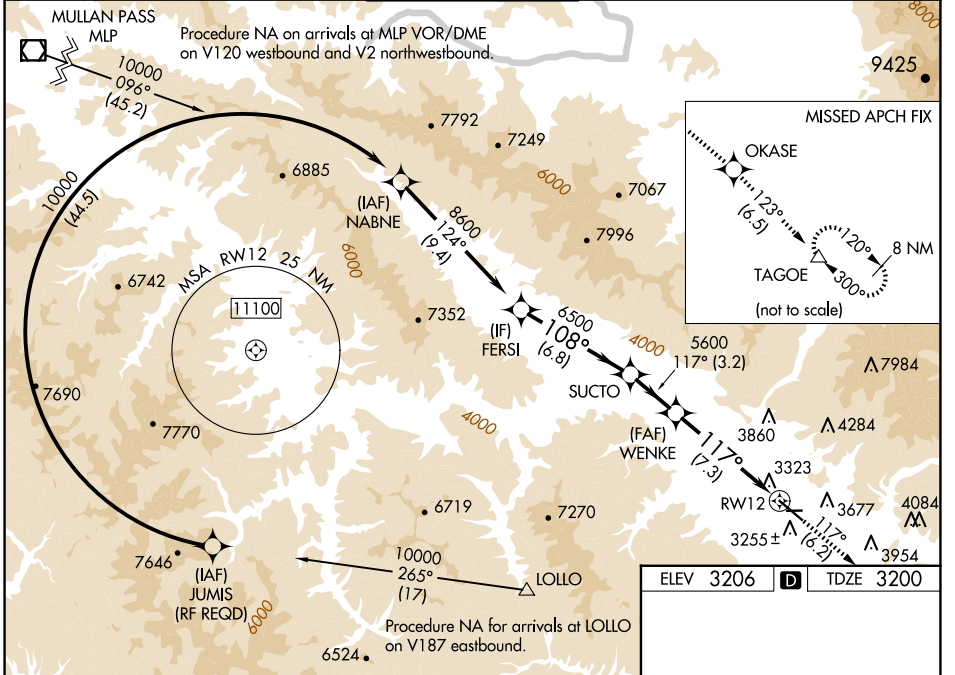 MULLAN PASS
MLP
Procedure NA on arrivals at MLP VOR/DME
on V120 westbound and V2 northwestbound.
10000
096°
(45.2)
8000
9425
7792
7249
6885
6000
7067
7996
(IAF)
NABNE
10000
(44.5)
8600
124°
(9.4)
MISSED APCH FIX
OKASE
123°
(6.5)
TAGOE
120°
300°
8 NM
(not to scale)
6742
6000
MSA RW12 25 NM
11100
7352
(IF)
FERSI
6500
108°
(6.8)
4000
5600
117° (3.2)
SUCTO
7984
7690
7770
4000
(FAF)
WENKE
117°
(7.3)
3860
4284
3323
RW12
3677
4084
3255±
117°
(6.2)
3954
6719
7270
7646
(IAF)
JUMIS
(RF REQD)
6000
10000
265°
(17)
LOLLO
Procedure NA for arrivals at LOLLO
on V187 eastbound.
6524
ELEV 3206 D TDZE 3200